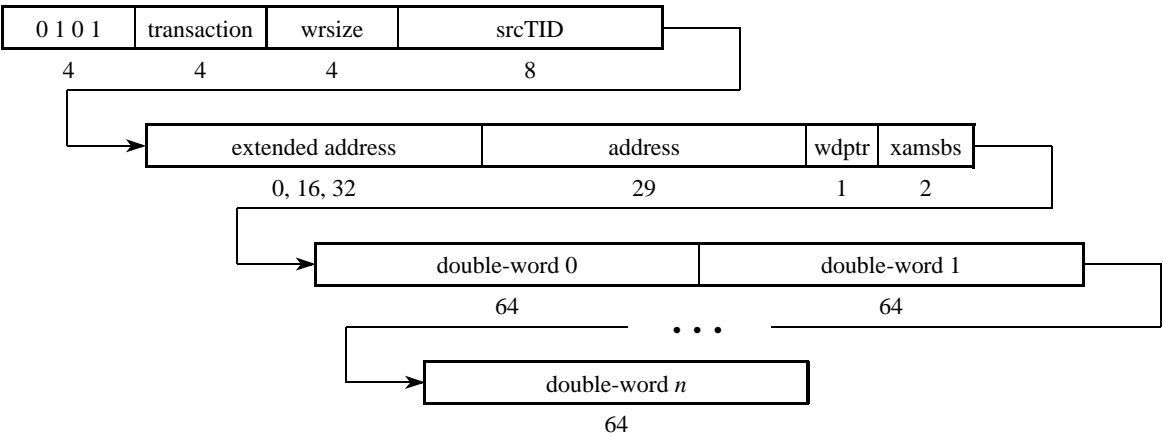 0 1 0 1 transaction wrsize srcTID
4 4 4 8
extended address address wdptr xamsbs
0, 16, 32 29 1 2
double-word 0 double-word 1
64 64
• • •
double-word n
64